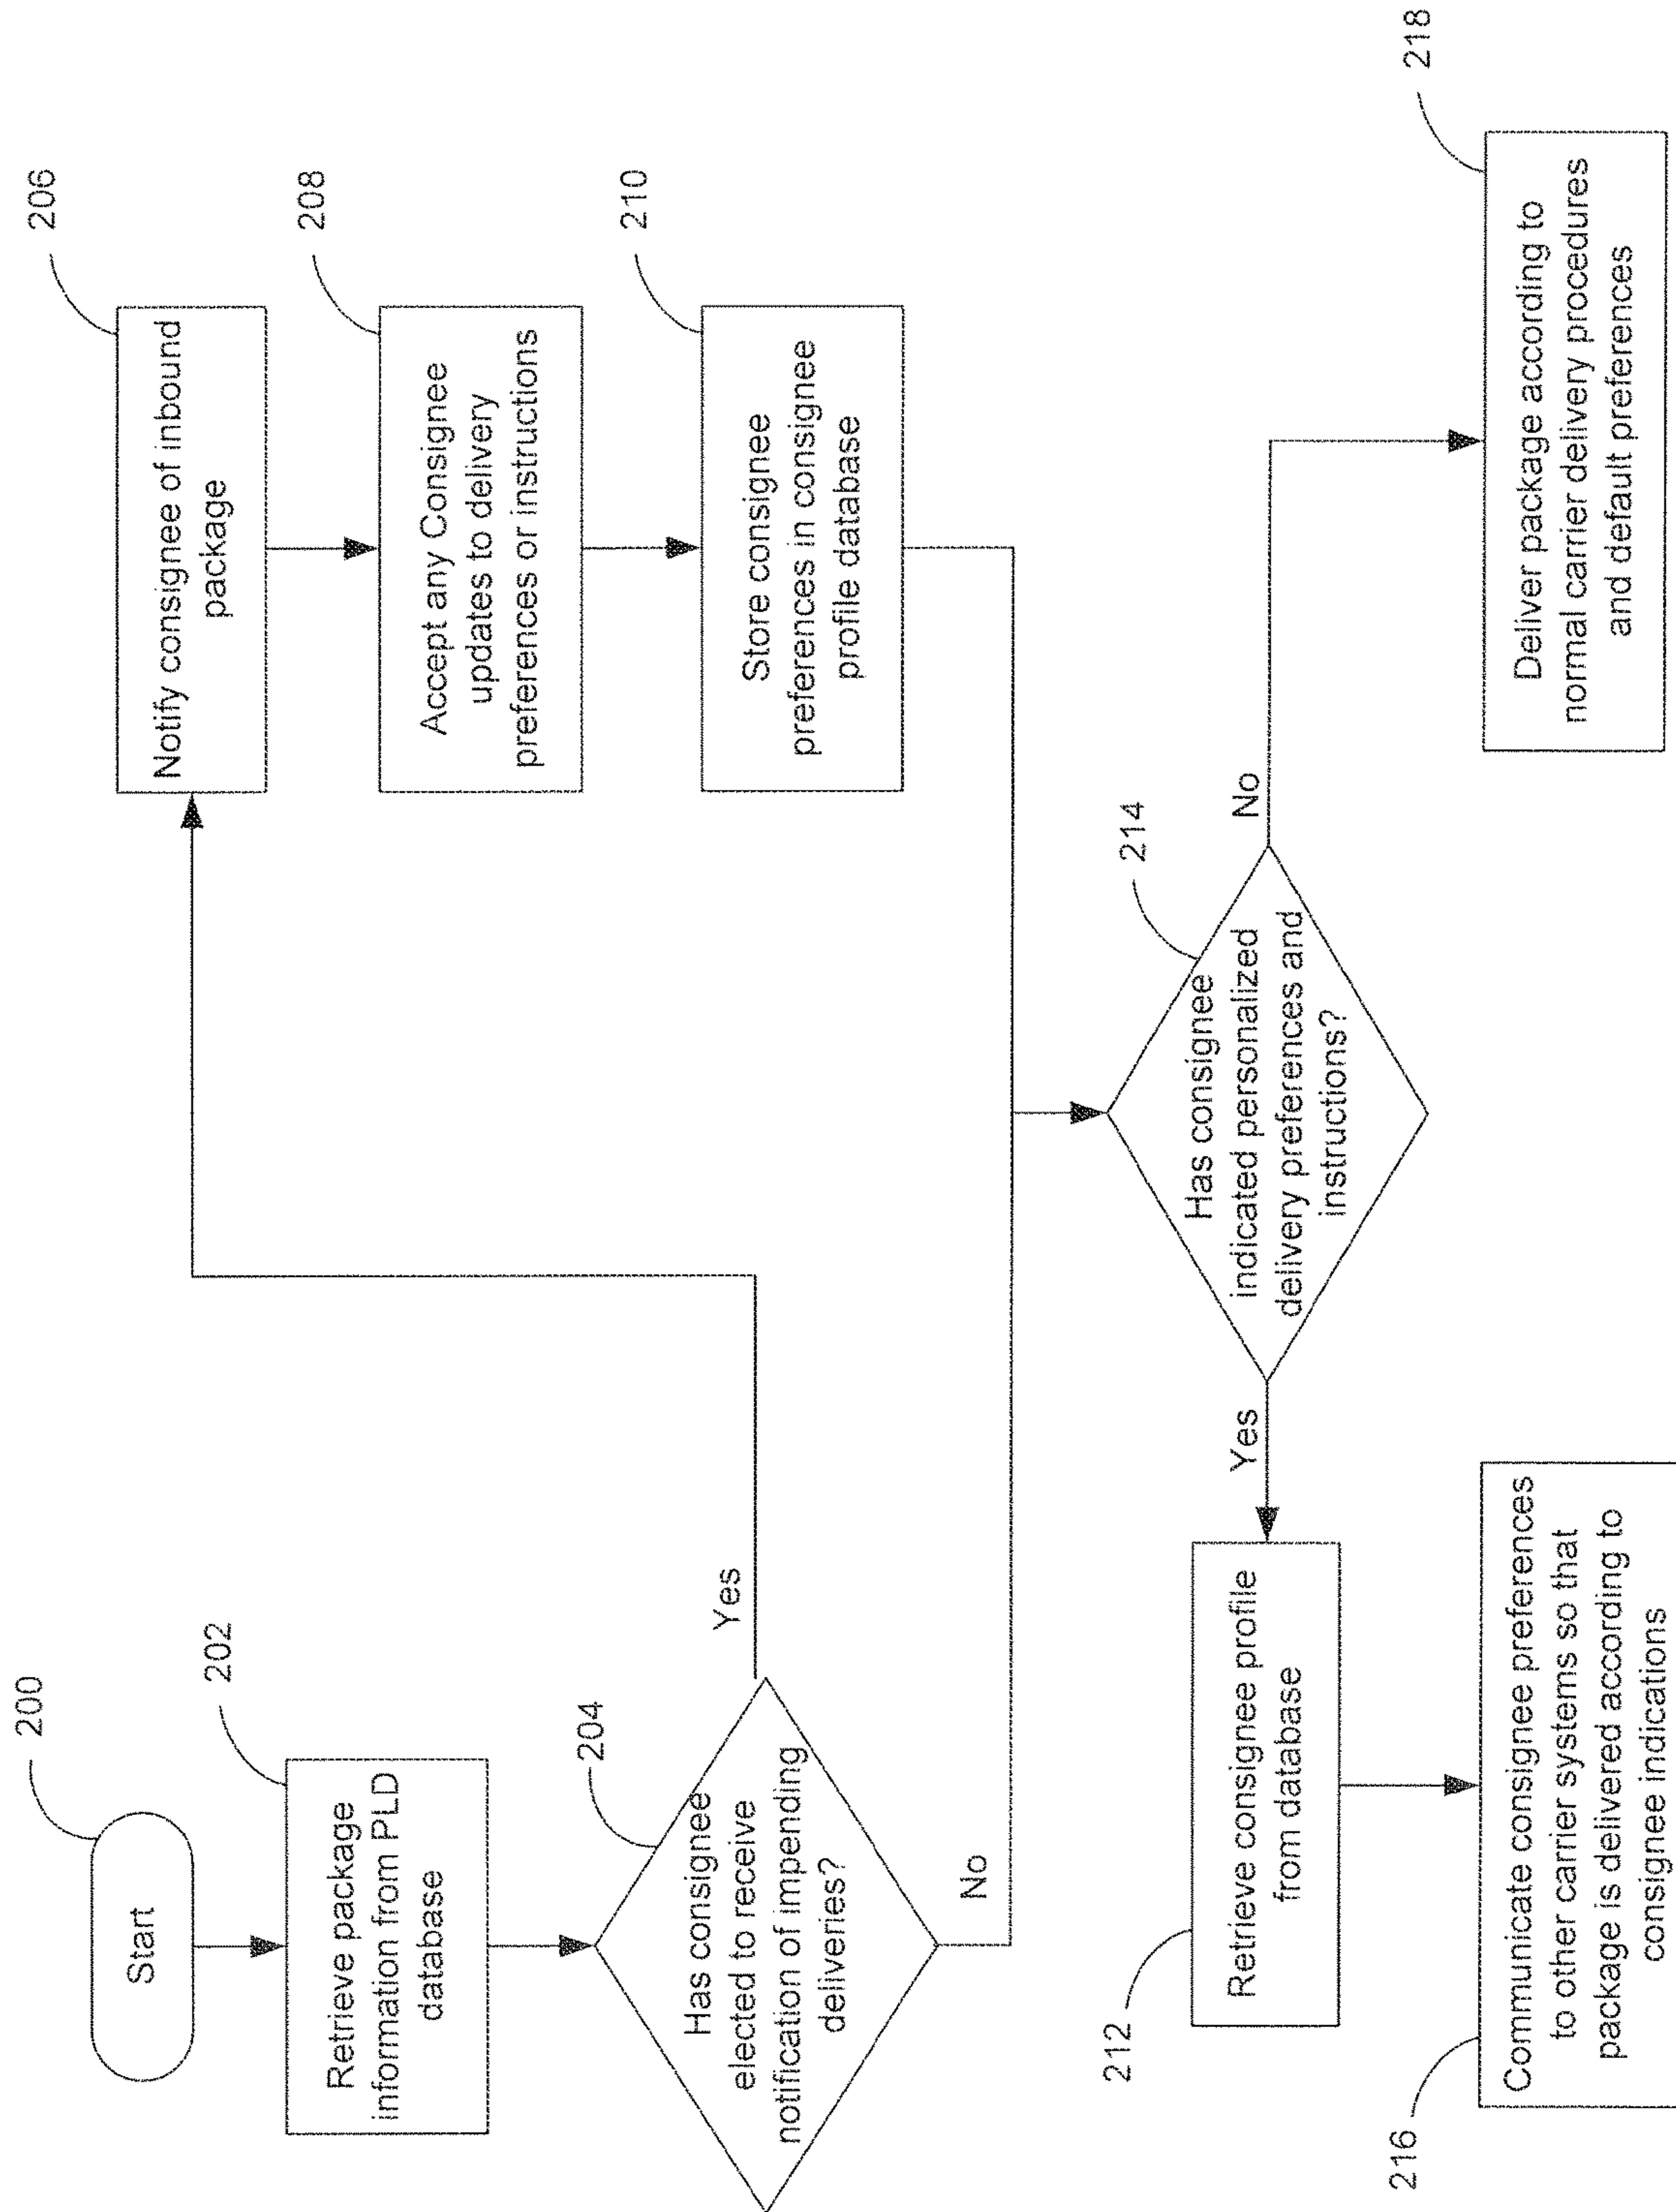 200
Start
202
Retrieve package
information from PLD
database
204
Has consignee
elected to receive
notification of impending
deliveries?
Yes
No
206
Notify consignee of inbound
package
208
Accept any Consignee
updates to delivery
preferences or instructions
210
Store consignee
preferences in consignee
profile database
214
Has consignee
indicated personalized
delivery preferences and
instructions?
Yes
No
212
Retrieve consignee profile
from database
216
Communicate consignee preferences
to other carrier systems so that
package is delivered according to
consignee indications
218
Deliver package according to
normal carrier delivery procedures
and default preferences